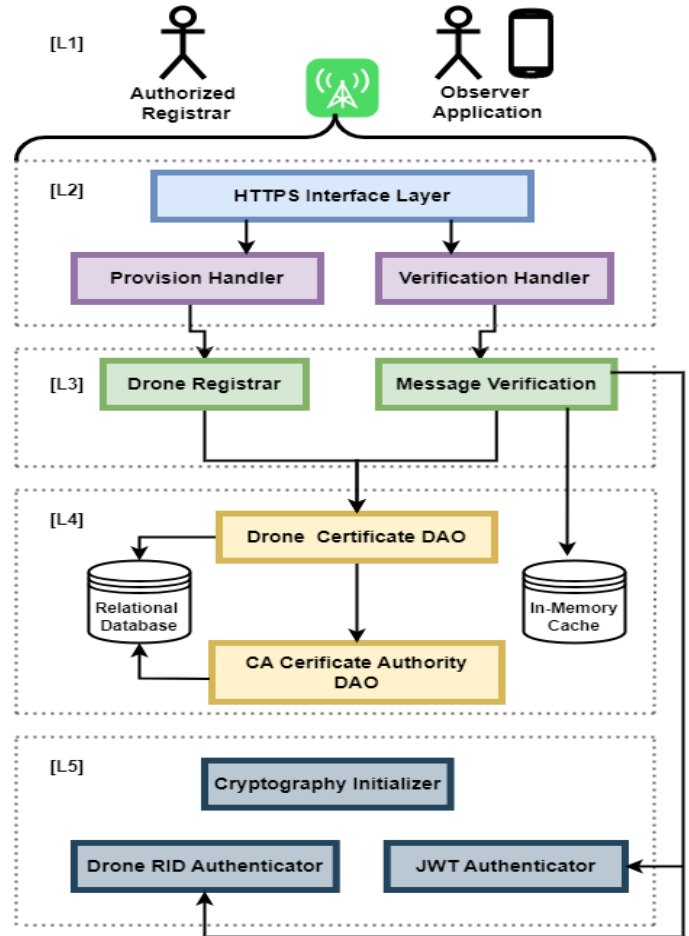 [L1]
Authorized
Registrar
Observer
Application
[L2]
HTTPS Interface Layer
Provision Handler
Verification Handler
[L3]
Drone Registrar
Message Verification
[L4]
Drone Certificate DAO
Relational
Database
In-Memory
Cache
CA Cerificate Authority
DAO
[L5]
Cryptography Initializer
Drone RID Authenticator
JWT Authenticator